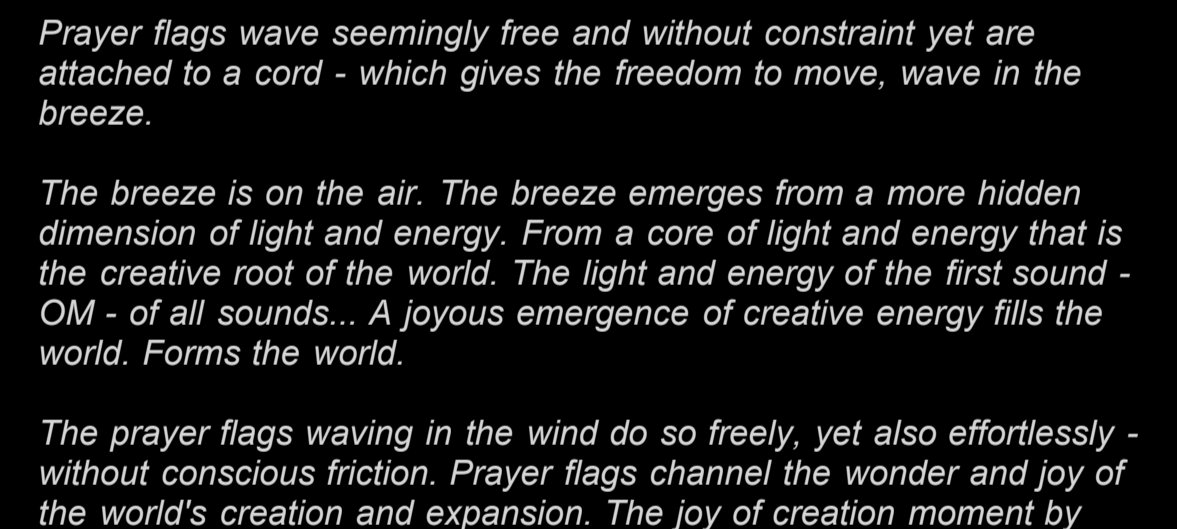 Prayer flags wave seemingly free and without constraint yet are
attached to a cord - which gives the freedom to move, wave in the
breeze.
The breeze is on the air. The breeze emerges from a more hidden
dimension of light and energy. From a core of light and energy that is
the creative root of the world. The light and energy of the first sound -
OM - of all sounds... A joyous emergence of creative energy fills the
world. Forms the world.
The prayer flags waving in the wind do so freely, yet also effortlessly -
without conscious friction. Prayer flags channel the wonder and joy of
the world's creation and expansion. The joy of creation moment by